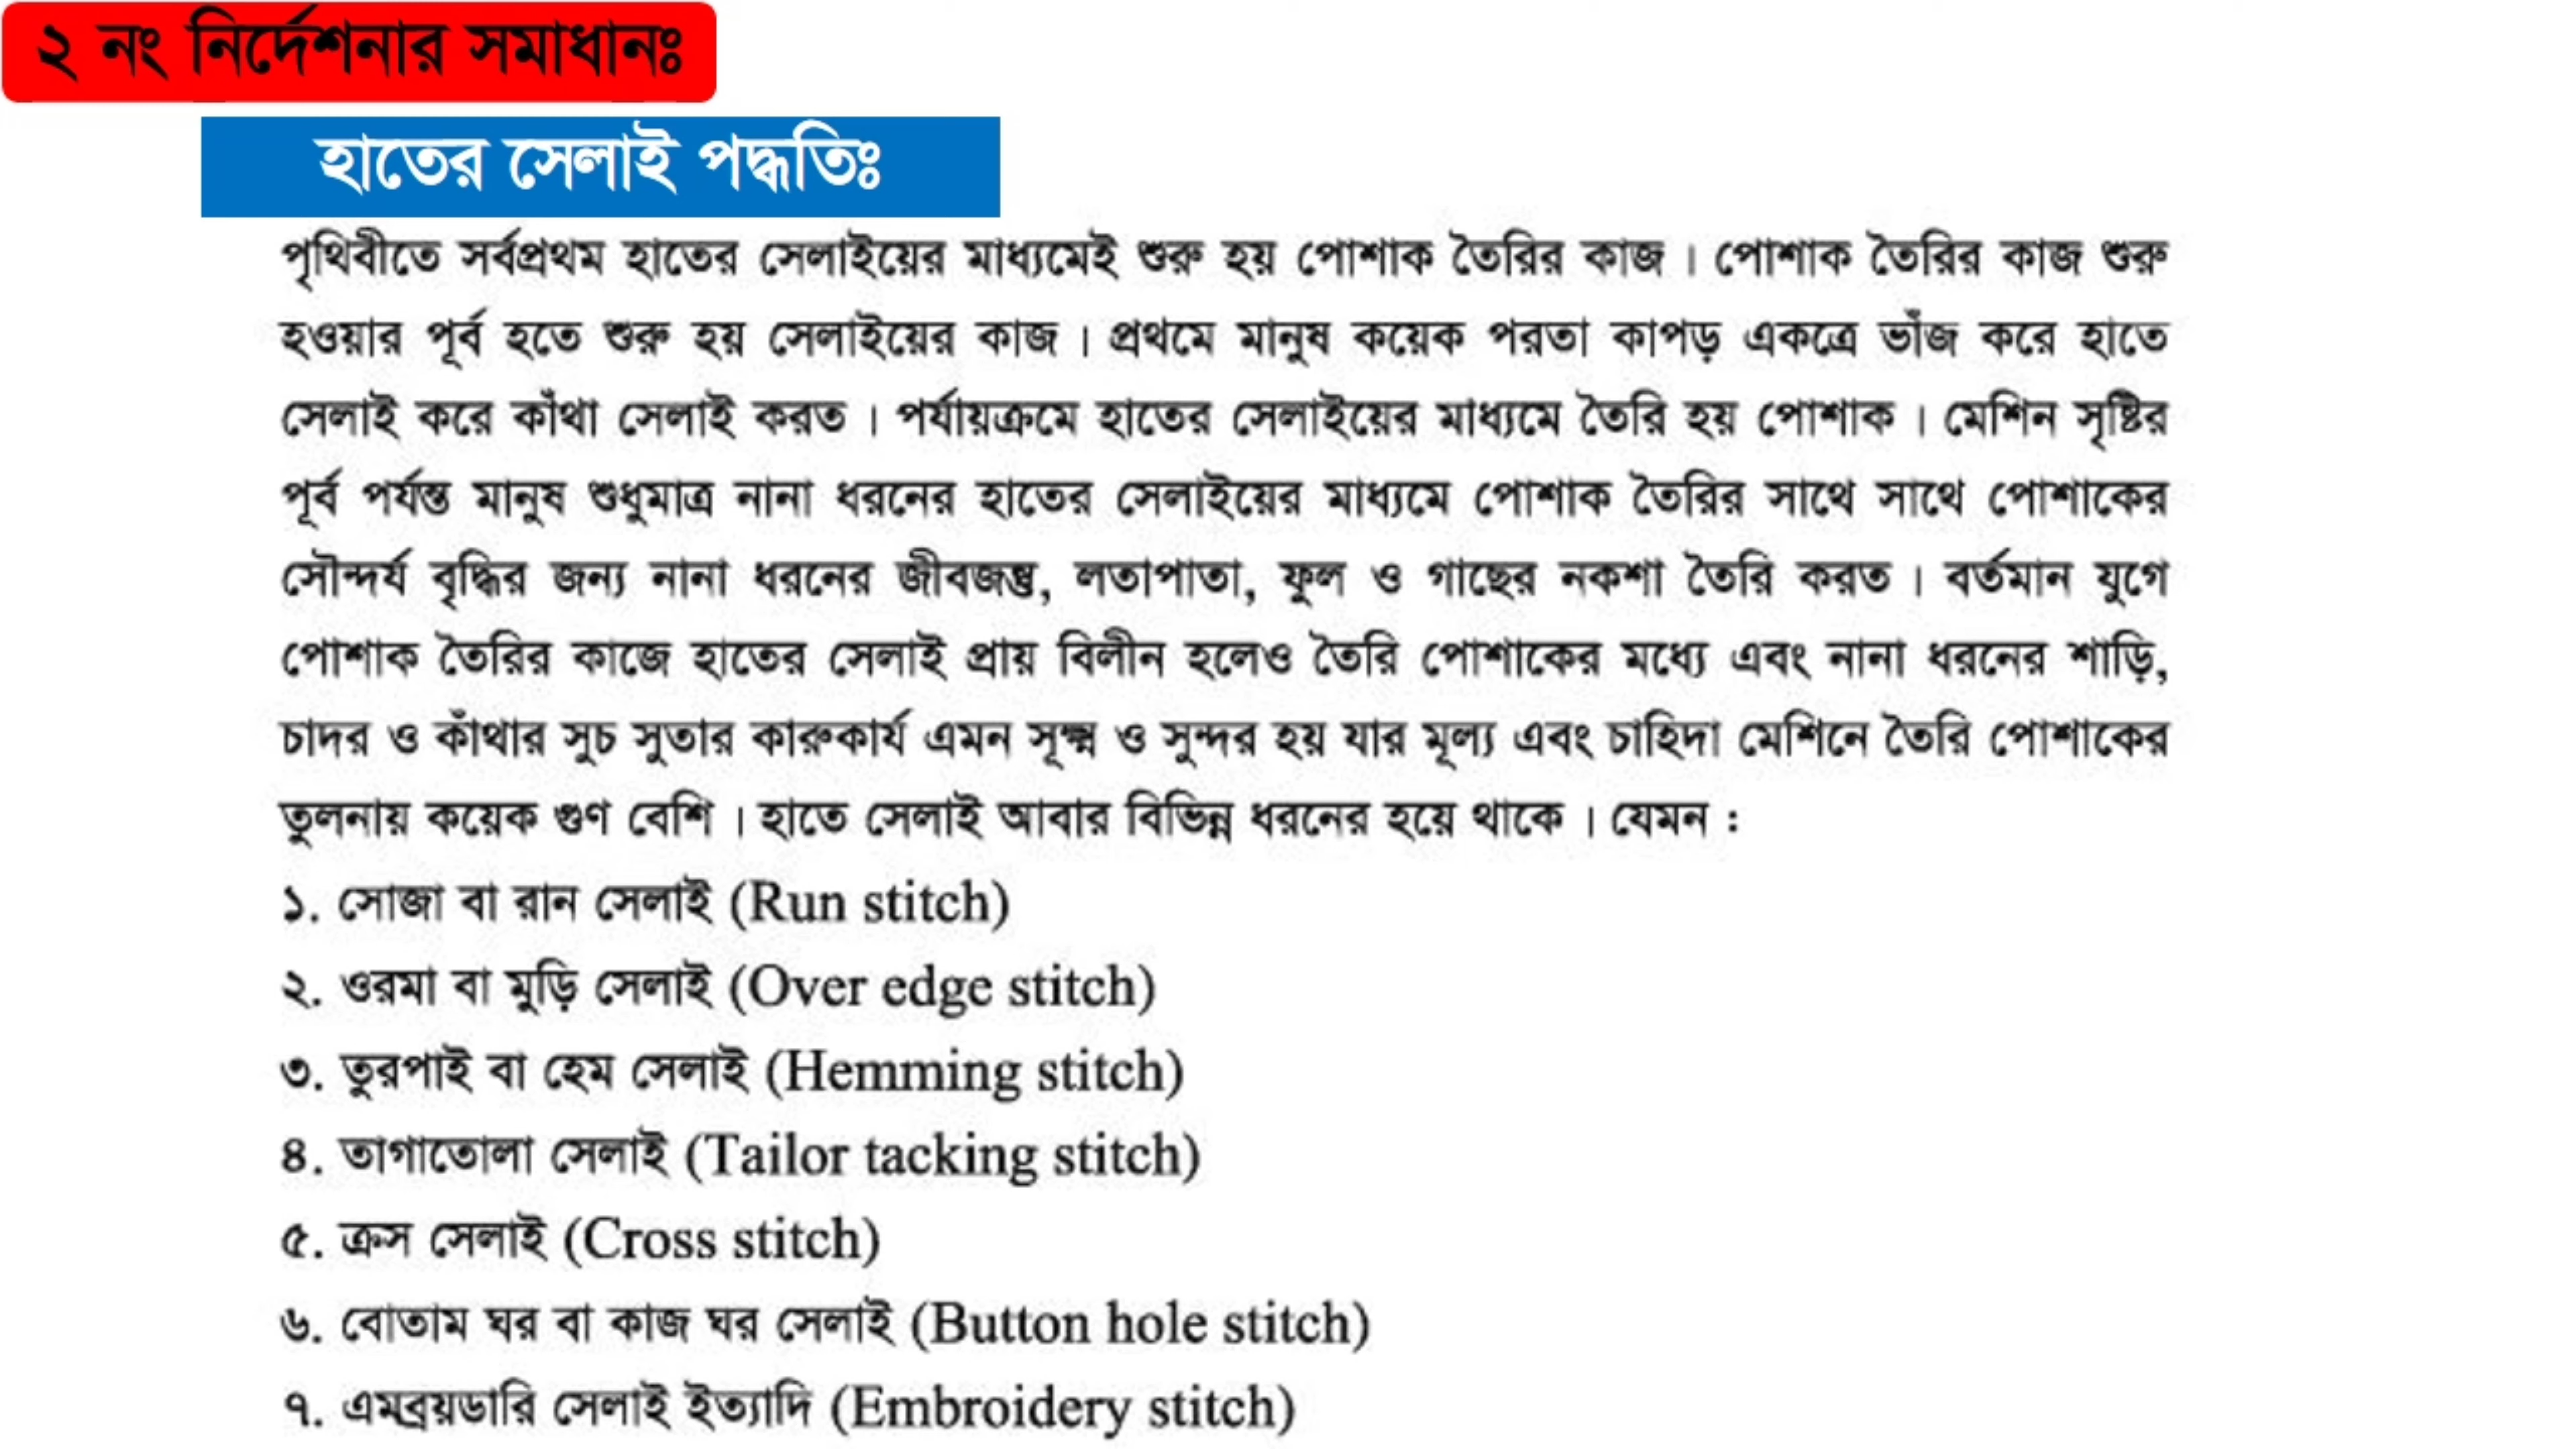 ২ নং নির্দেশনার সমাধানঃ
হাতের সেলাই পদ্ধতিঃ
পৃথিবীতে সর্বপ্রথম হাতের সেলাইয়ের মাধ্যমেই শুরু হয় পোশাক তৈরির কাজ । পোশাক তৈরির কাজ শুরু
হওয়ার পূর্ব হতে শুরু হয় সেলাইয়ের কাজ । প্রথমে মানুষ কয়েক পরতা কাপড় একত্রে ভাঁজ করে হাতে
সেলাই করে কাঁথা সেলাই করত । পর্যায়ক্রমে হাতের সেলাইয়ের মাধ্যমে তৈরি হয় পোশাক । মেশিন সৃষ্টির
পূর্ব পর্যন্ত মানুষ শুধুমাত্র নানা ধরনের হাতের সেলাইয়ের মাধ্যমে পোশাক তৈরির সাথে সাথে পোশাকের
সৌন্দর্য বৃদ্ধির জন্য নানা ধরনের জীবজন্তু, লতাপাতা, ফুল ও গাছের নকশা তৈরি করত । বর্তমান যুগে
পোশাক তৈরির কাজে হাতের সেলাই প্রায় বিলীন হলেও তৈরি পোশাকের মধ্যে এবং নানা ধরনের শাড়ি,
চাদর ও কাঁথার সুচ সুতার কারুকার্য এমন সূক্ষ্ম ও সুন্দর হয় যার মূল্য এবং চাহিদা মেশিনে তৈরি পোশাকের
তুলনায় কয়েক গুণ বেশি । হাতে সেলাই আবার বিভিন্ন ধরনের হয়ে থাকে । যেমন :
১. সোজা বা রান সেলাই (Run stitch)
২. ওরমা বা মুড়ি সেলাই (Over edge stitch)
৩. তুরপাই বা হেম সেলাই (Hemming stitch)
৪. তাগাতোলা সেলাই (Tailor tacking stitch)
৫. ক্রস সেলাই (Cross stitch)
৬. বোতাম ঘর বা কাজ ঘর সেলাই (Button hole stitch)
৭. এমব্রয়ডারি সেলাই ইত্যাদি (Embroidery stitch)